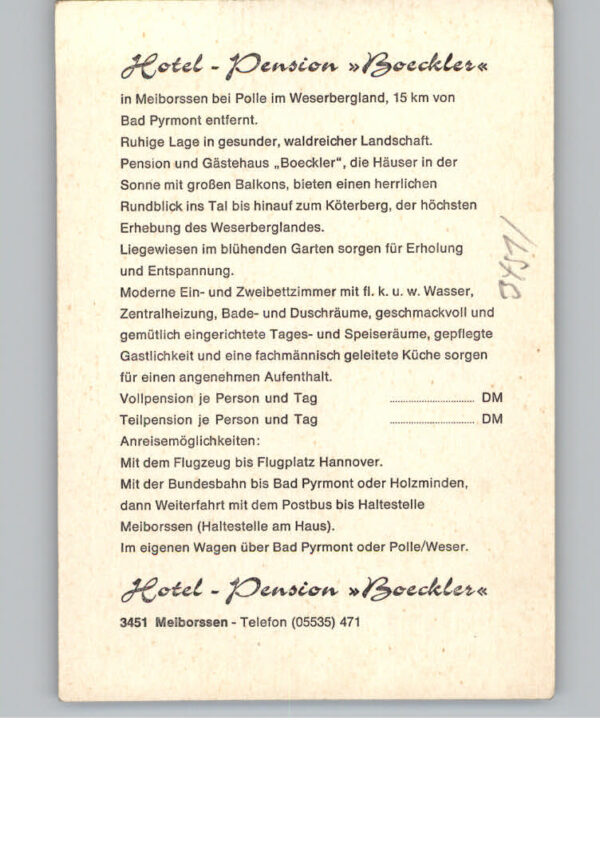 Hotel - Pension »Boeckler«
in Meiborssen bei Polle im Weserbergland, 15 km von
Bad Pyrmont entfernt.
Ruhige Lage in gesunder, waldreicher Landschaft.
Pension und Gästehaus „Boeckler“, die Häuser in der
Sonne mit großen Balkons, bieten einen herrlichen
Rundblick ins Tal bis hinauf zum Köterberg, der höchsten
Erhebung des Weserberglandes.
Liegewiesen im blühenden Garten sorgen für Erholung
und Entspannung.
Moderne Ein- und Zweibettzimmer mit fl. k. u. w. Wasser,
Zentralheizung, Bade- und Duschräume, geschmackvoll und
gemütlich eingerichtete Tages- und Speiseräume, gepflegte
Gastlichkeit und eine fachmännisch geleitete Küche sorgen
für einen angenehmen Aufenthalt.
Vollpension je Person und Tag ........................ DM
Teilpension je Person und Tag ........................ DM
Anreisemöglichkeiten:
Mit dem Flugzeug bis Flugplatz Hannover.
Mit der Bundesbahn bis Bad Pyrmont oder Holzminden,
dann Weiterfahrt mit dem Postbus bis Haltestelle
Meiborssen (Haltestelle am Haus).
Im eigenen Wagen über Bad Pyrmont oder Polle/Weser.
Hotel - Pension »Boeckler«
3451 Meiborssen - Telefon (05535) 471